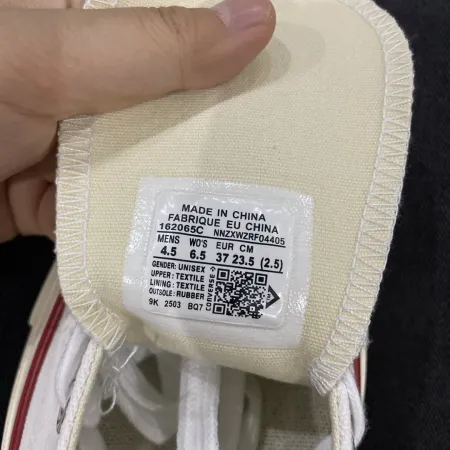 MADE IN CHINA
FABRIQUE EU CHINA
162065C NNZXWZRF04405
MENS WO'S EUR CM
4.5 6.5 37 23.5 (2.5)
GENDER: UNISEX
UPPER: TEXTILE
LINING: TEXTILE
OUTSOLE: RUBBER
9K 2503 BQ7